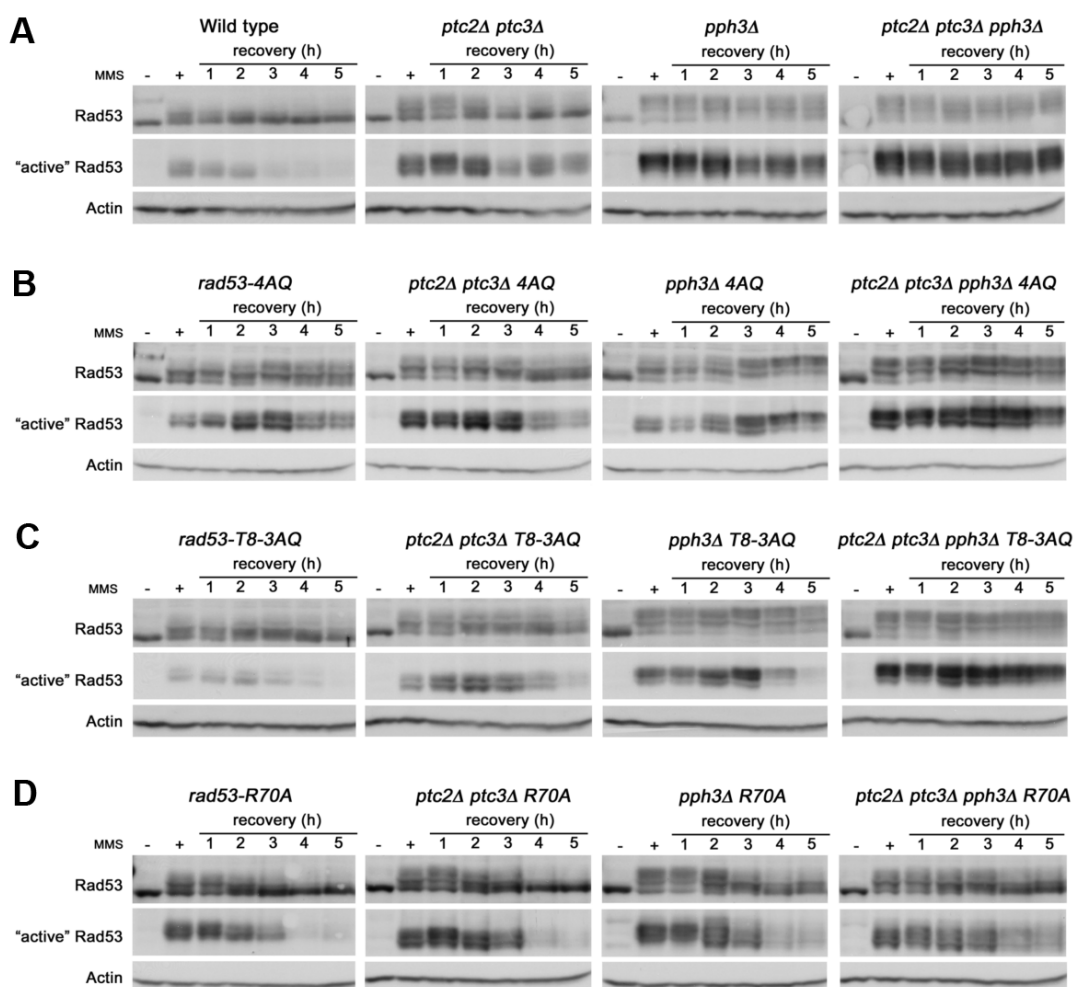 A
Wild type ptc2Δ ptc3Δ pph3Δ ptc2Δ ptc3Δ pph3Δ
recovery (h) recovery (h) recovery (h) recovery (h)
MMS - + 1 2 3 4 5 - + 1 2 3 4 5 - + 1 2 3 4 5 - + 1 2 3 4 5
Rad53
"active" Rad53
Actin
B
rad53-4AQ ptc2Δ ptc3Δ 4AQ pph3Δ 4AQ ptc2Δ ptc3Δ pph3Δ 4AQ
recovery (h) recovery (h) recovery (h) recovery (h)
MMS - + 1 2 3 4 5 - + 1 2 3 4 5 - + 1 2 3 4 5 - + 1 2 3 4 5
Rad53
"active" Rad53
Actin
C
rad53-T8-3AQ ptc2Δ ptc3Δ T8-3AQ pph3Δ T8-3AQ ptc2Δ ptc3Δ pph3Δ T8-3AQ
recovery (h) recovery (h) recovery (h) recovery (h)
MMS - + 1 2 3 4 5 - + 1 2 3 4 5 - + 1 2 3 4 5 - + 1 2 3 4 5
Rad53
"active" Rad53
Actin
D
rad53-R70A ptc2Δ ptc3Δ R70A pph3Δ R70A ptc2Δ ptc3Δ pph3Δ R70A
recovery (h) recovery (h) recovery (h) recovery (h)
MMS - + 1 2 3 4 5 - + 1 2 3 4 5 - + 1 2 3 4 5 - + 1 2 3 4 5
Rad53
"active" Rad53
Actin